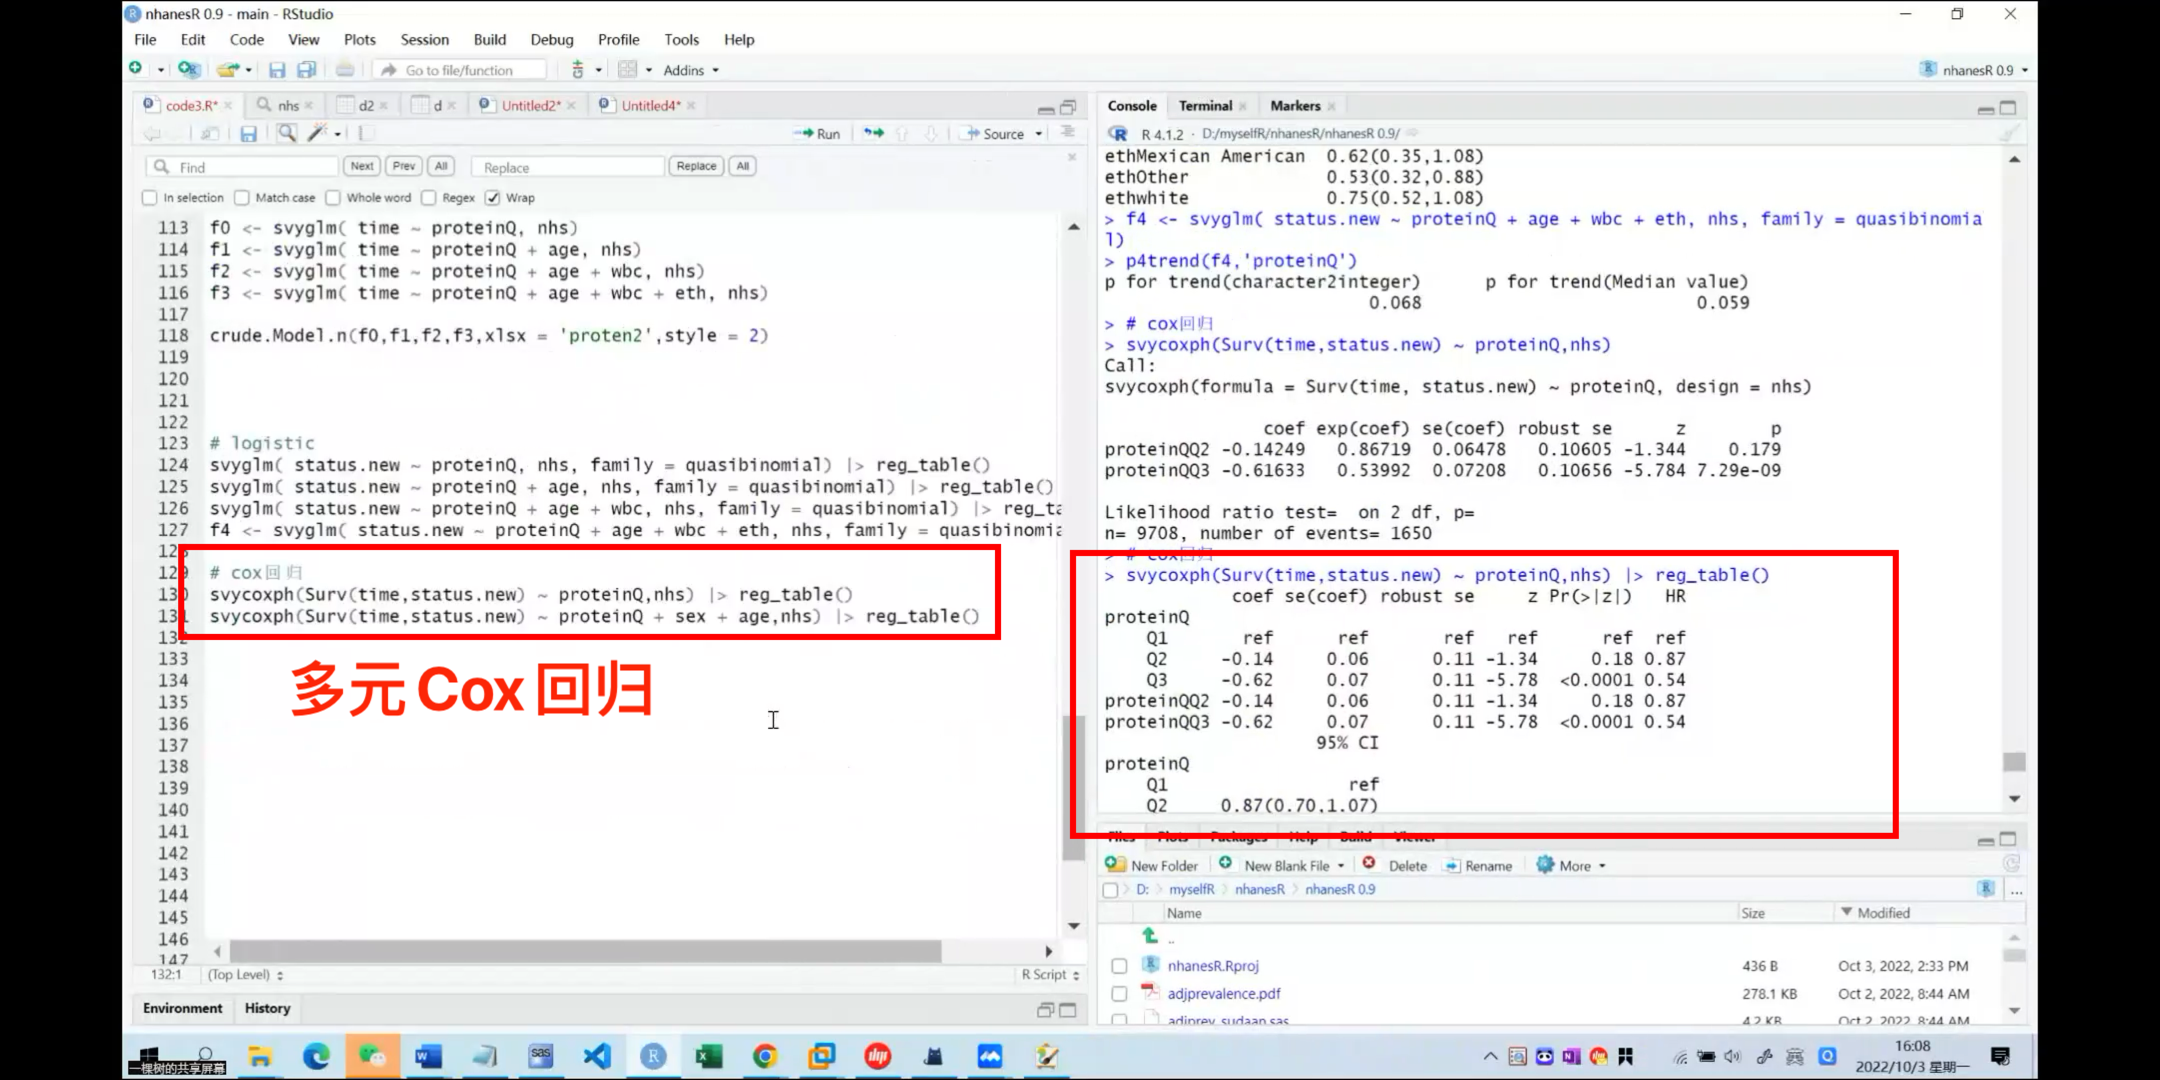 nhanesR 0.9 - main - RStudio
File Edit Code View Plots Session Build Debug Profile Tools Help
Go to file/function Addins nhanesR 0.9
code3.R* nhs d2 d Untitled2* Untitled4*
Run Source
Find Next Prev All Replace Replace All
In selection Match case Whole word Regex Wrap
113 f0 <- svyglm( time ~ proteinQ, nhs)
114 f1 <- svyglm( time ~ proteinQ + age, nhs)
115 f2 <- svyglm( time ~ proteinQ + age + wbc, nhs)
116 f3 <- svyglm( time ~ proteinQ + age + wbc + eth, nhs)
117
118 crude.Model.n(f0,f1,f2,f3,xlsx = 'proten2',style = 2)
119
120
121
122
123 # logistic
124 svyglm( status.new ~ proteinQ, nhs, family = quasibinomial) |> reg_table()
125 svyglm( status.new ~ proteinQ + age, nhs, family = quasibinomial) |> reg_table()
126 svyglm( status.new ~ proteinQ + age + wbc, nhs, family = quasibinomial) |> reg_ta
127 f4 <- svyglm( status.new ~ proteinQ + age + wbc + eth, nhs, family = quasibinomia
128
129 # cox回归
130 svycoxph(Surv(time,status.new) ~ proteinQ,nhs) |> reg_table()
131 svycoxph(Surv(time,status.new) ~ proteinQ + sex + age,nhs) |> reg_table()
132
133
134
135
136
137
138
139
140
141
142
143
144
145
146
147
多元Cox回归
132:1 (Top Level) R Script
Environment History
Console Terminal Markers
R 4.1.2 · D:/myselfR/nhanesR/nhanesR 0.9/
ethMexican American 0.62(0.35,1.08)
ethOther 0.53(0.32,0.88)
ethwhite 0.75(0.52,1.08)
> f4 <- svyglm( status.new ~ proteinQ + age + wbc + eth, nhs, family = quasibinomia
l)
> p4trend(f4,'proteinQ')
p for trend(character2integer) p for trend(Median value)
0.068 0.059
> # cox回归
> svycoxph(Surv(time,status.new) ~ proteinQ,nhs)
Call:
svycoxph(formula = Surv(time, status.new) ~ proteinQ, design = nhs)
coef exp(coef) se(coef) robust se z p
proteinQQ2 -0.14249 0.86719 0.06478 0.10605 -1.344 0.179
proteinQQ3 -0.61633 0.53992 0.07208 0.10656 -5.784 7.29e-09
Likelihood ratio test= on 2 df, p=
n= 9708, number of events= 1650
> # cox回归
> svycoxph(Surv(time,status.new) ~ proteinQ,nhs) |> reg_table()
coef se(coef) robust se z Pr(>|z|) HR
proteinQ
Q1 ref ref ref ref ref ref
Q2 -0.14 0.06 0.11 -1.34 0.18 0.87
Q3 -0.62 0.07 0.11 -5.78 <0.0001 0.54
proteinQQ2 -0.14 0.06 0.11 -1.34 0.18 0.87
proteinQQ3 -0.62 0.07 0.11 -5.78 <0.0001 0.54
95% CI
proteinQ
Q1 ref
Q2 0.87(0.70,1.07)
Files Plots Packages Help Build Viewer
New Folder New Blank File Delete Rename More
D: myselfR nhanesR nhanesR 0.9 ...
Name Size Modified
..
nhanesR.Rproj 436 B Oct 3, 2022, 2:33 PM
adjprevalence.pdf 278.1 KB Oct 2, 2022, 8:44 AM
adjprev_sudaan.sas 4.2 KB Oct 2, 2022, 8:44 AM
一棵树的共享屏幕
16:08
2022/10/3 星期一